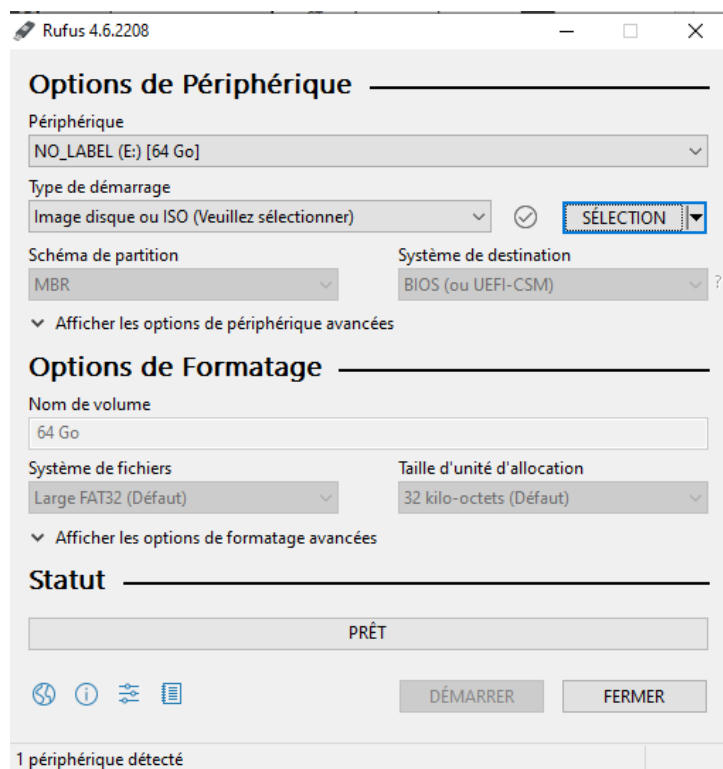 Rufus 4.6.2208
Options de Périphérique
Périphérique
NO_LABEL (E:) [64 Go]
Type de démarrage
Image disque ou ISO (Veuillez sélectionner)
SÉLECTION
Schéma de partition
Système de destination
MBR
BIOS (ou UEFI-CSM)
?
Afficher les options de périphérique avancées
Options de Formatage
Nom de volume
64 Go
Système de fichiers
Taille d'unité d'allocation
Large FAT32 (Défaut)
32 kilo-octets (Défaut)
Afficher les options de formatage avancées
Statut
PRÊT
DÉMARRER
FERMER
1 périphérique détecté